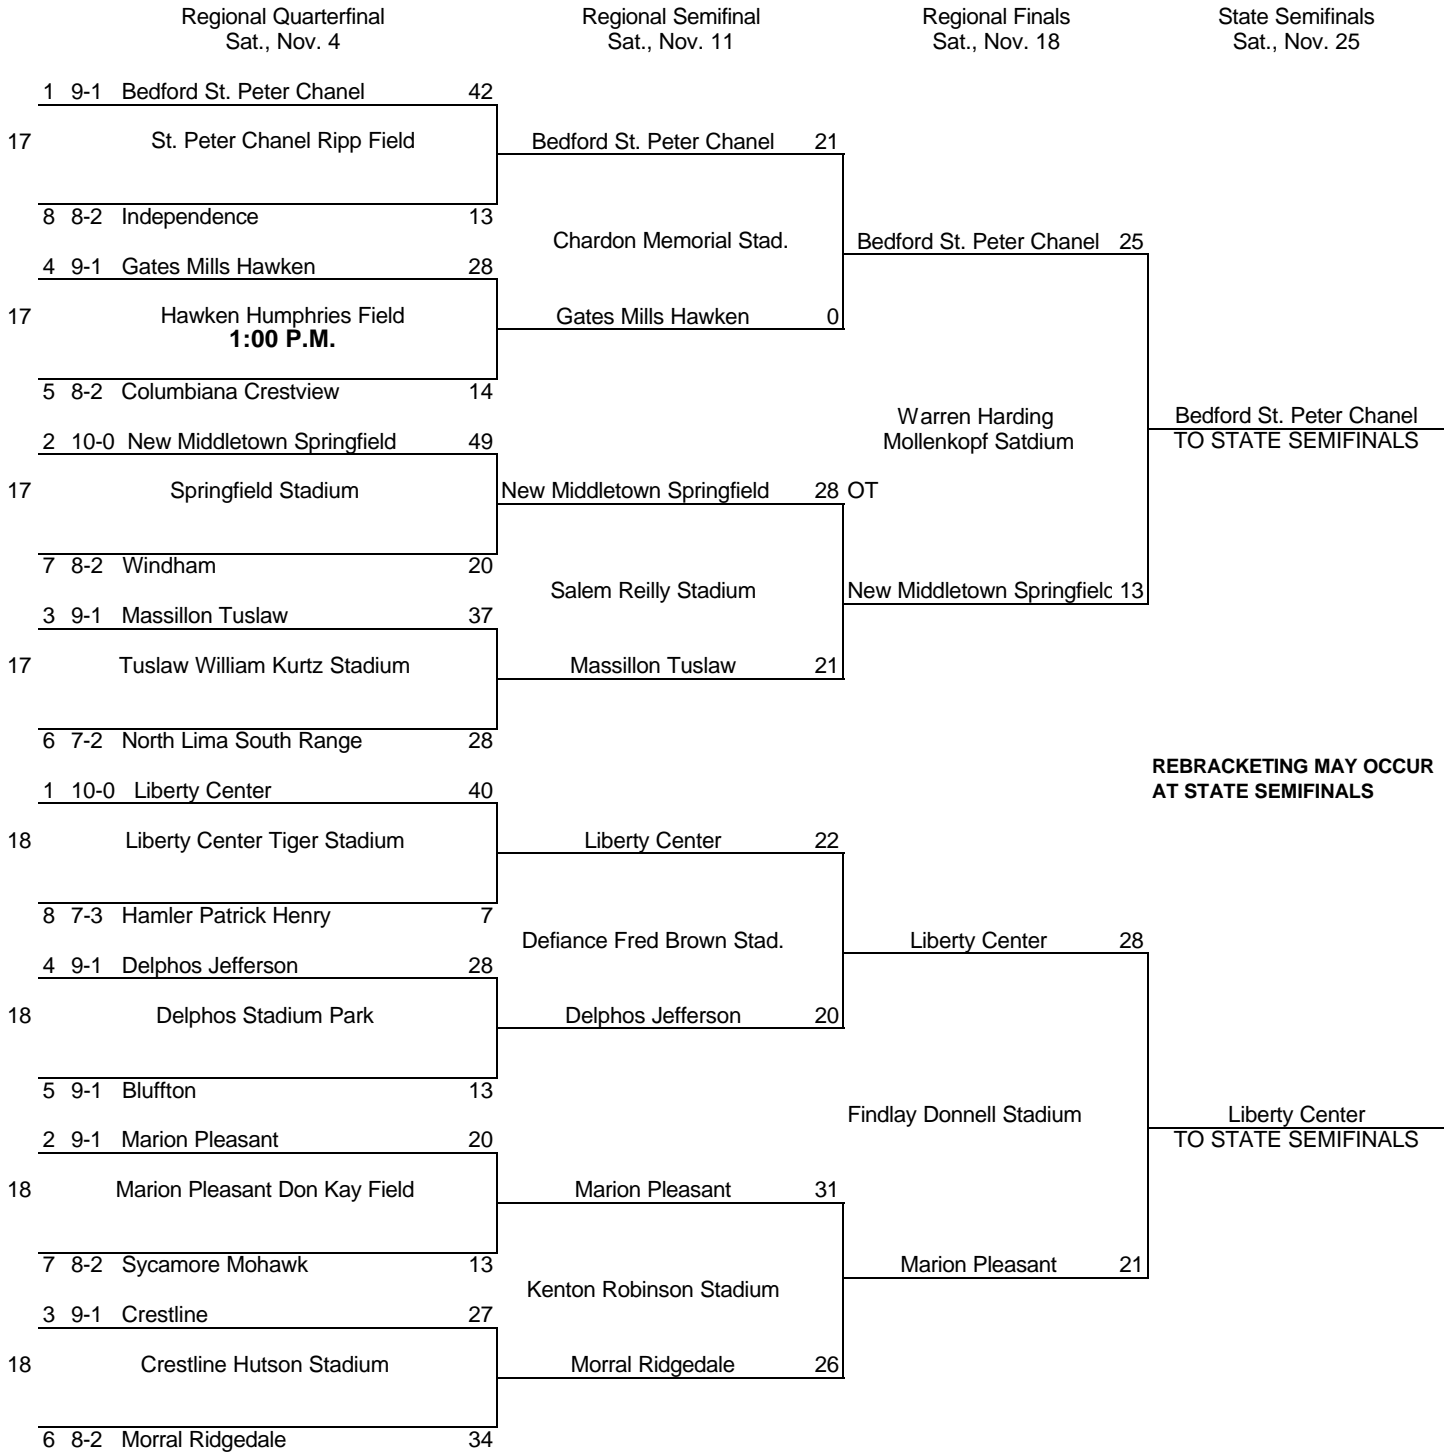 Regional Quarterfinal Regional Semifinal Regional Finals State Semifinals
Sat., Nov. 4 Sat., Nov. 11 Sat., Nov. 18 Sat., Nov. 25
1 9-1 Bedford St. Peter Chanel 42
17 St. Peter Chanel Ripp Field Bedford St. Peter Chanel 21
8 8-2 Independence 13
Chardon Memorial Stad. Bedford St. Peter Chanel 25
4 9-1 Gates Mills Hawken 28
17 Hawken Humphries Field Gates Mills Hawken 0
1:00 P.M.
5 8-2 Columbiana Crestview 14
Warren Harding Bedford St. Peter Chanel
2 10-0 New Middletown Springfield 49 Mollenkopf Satdium TO STATE SEMIFINALS
17 Springfield Stadium New Middletown Springfield 28 OT
7 8-2 Windham 20
Salem Reilly Stadium New Middletown Springfielc 13
3 9-1 Massillon Tuslaw 37
17 Tuslaw William Kurtz Stadium Massillon Tuslaw 21
6 7-2 North Lima South Range 28
REBRACKETING MAY OCCUR
1 10-0 Liberty Center 40 AT STATE SEMIFINALS
18 Liberty Center Tiger Stadium Liberty Center 22
8 7-3 Hamler Patrick Henry 7
Defiance Fred Brown Stad. Liberty Center 28
4 9-1 Delphos Jefferson 28
18 Delphos Stadium Park Delphos Jefferson 20
5 9-1 Bluffton 13
Findlay Donnell Stadium Liberty Center
2 9-1 Marion Pleasant 20 TO STATE SEMIFINALS
18 Marion Pleasant Don Kay Field Marion Pleasant 31
7 8-2 Sycamore Mohawk 13 Marion Pleasant 21
Kenton Robinson Stadium
3 9-1 Crestline 27
18 Crestline Hutson Stadium Morral Ridgedale 26
6 8-2 Morral Ridgedale 34